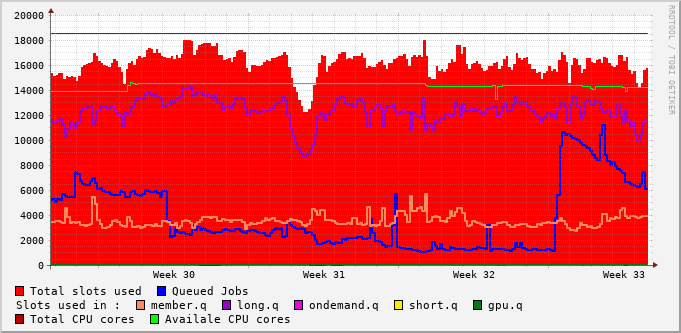 20000
18000
16000
14000
12000
10000
8000
6000
4000
2000
0
Week 30 Week 31 Week 32 Week 33
RRDTOOL / TOBI OETIKER
Total slots used Queued Jobs
Slots used in : member.q long.q ondemand.q short.q gpu.q
Total CPU cores Availale CPU cores